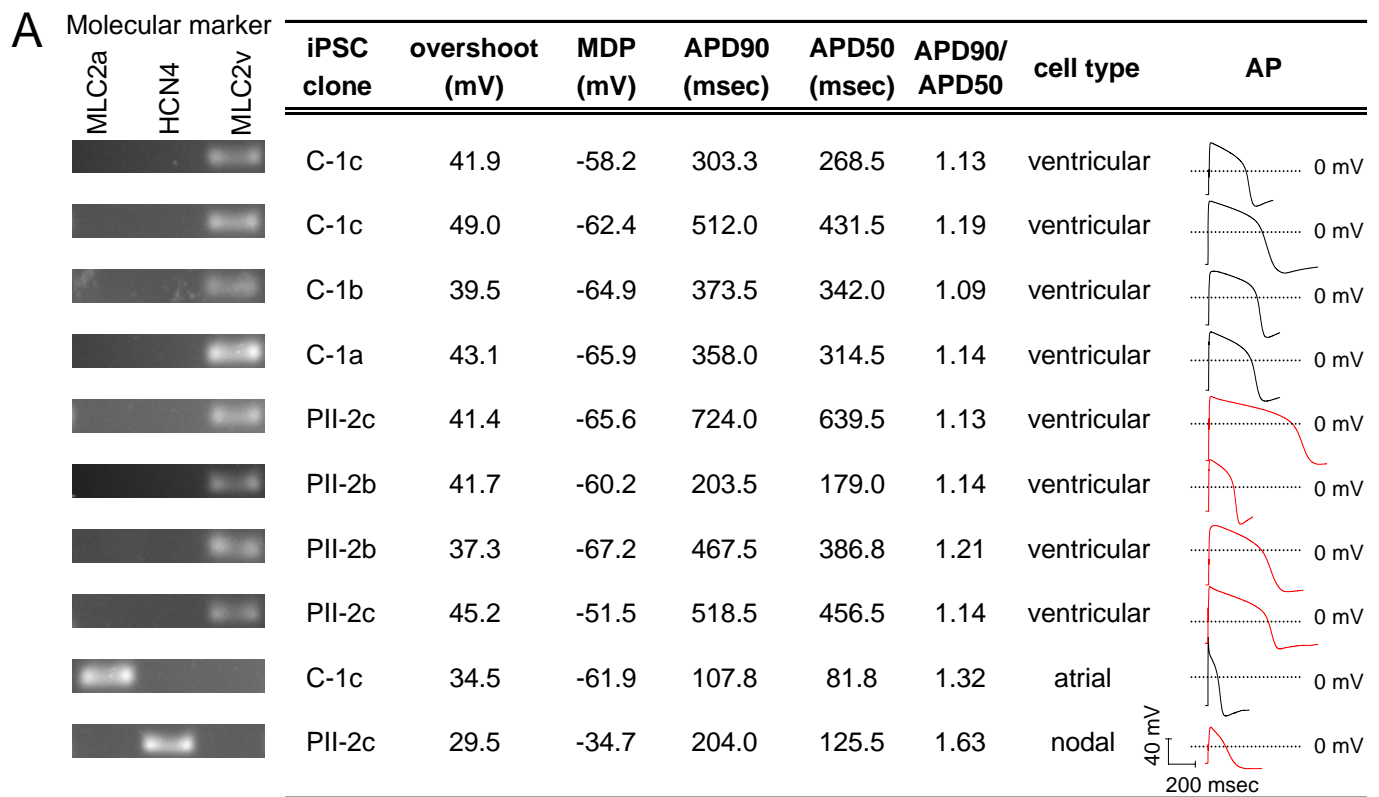 A
Molecular marker
MLC2a HCN4 MLC2v
iPSC clone overshoot (mV) MDP (mV) APD90 (msec) APD50 (msec) APD90/APD50 cell type AP
C-1c 41.9 -58.2 303.3 268.5 1.13 ventricular 0 mV
C-1c 49.0 -62.4 512.0 431.5 1.19 ventricular 0 mV
C-1b 39.5 -64.9 373.5 342.0 1.09 ventricular 0 mV
C-1a 43.1 -65.9 358.0 314.5 1.14 ventricular 0 mV
PII-2c 41.4 -65.6 724.0 639.5 1.13 ventricular 0 mV
PII-2b 41.7 -60.2 203.5 179.0 1.14 ventricular 0 mV
PII-2b 37.3 -67.2 467.5 386.8 1.21 ventricular 0 mV
PII-2c 45.2 -51.5 518.5 456.5 1.14 ventricular 0 mV
C-1c 34.5 -61.9 107.8 81.8 1.32 atrial 0 mV
PII-2c 29.5 -34.7 204.0 125.5 1.63 nodal 0 mV
40 mV
200 msec